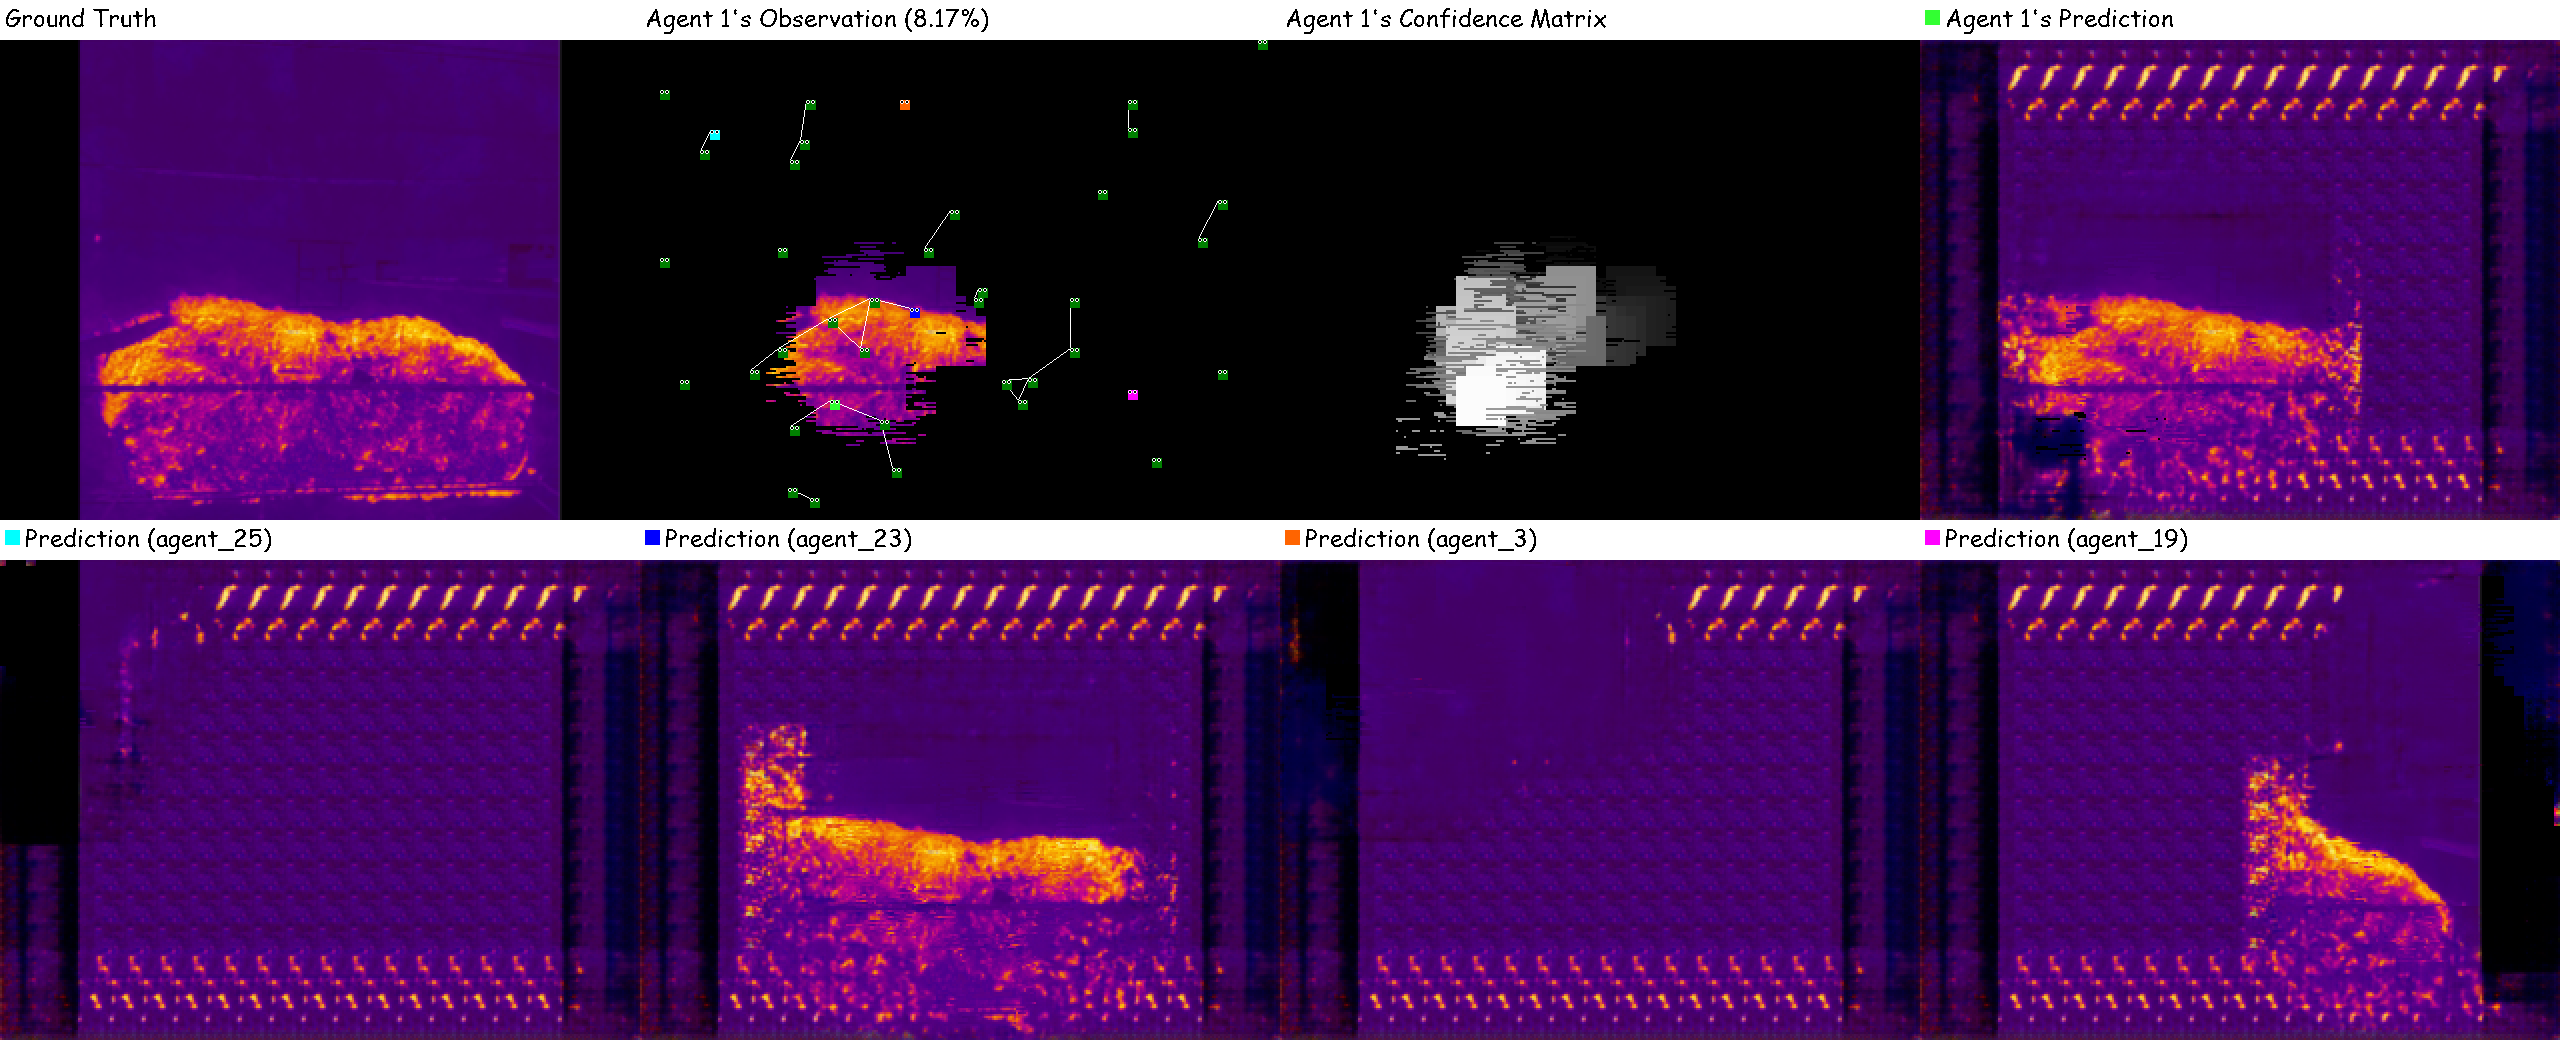 Ground Truth
Agent 1's Observation (8.17%)
Agent 1's Confidence Matrix
Agent 1's Prediction
Prediction (agent_25)
Prediction (agent_23)
Prediction (agent_3)
Prediction (agent_19)